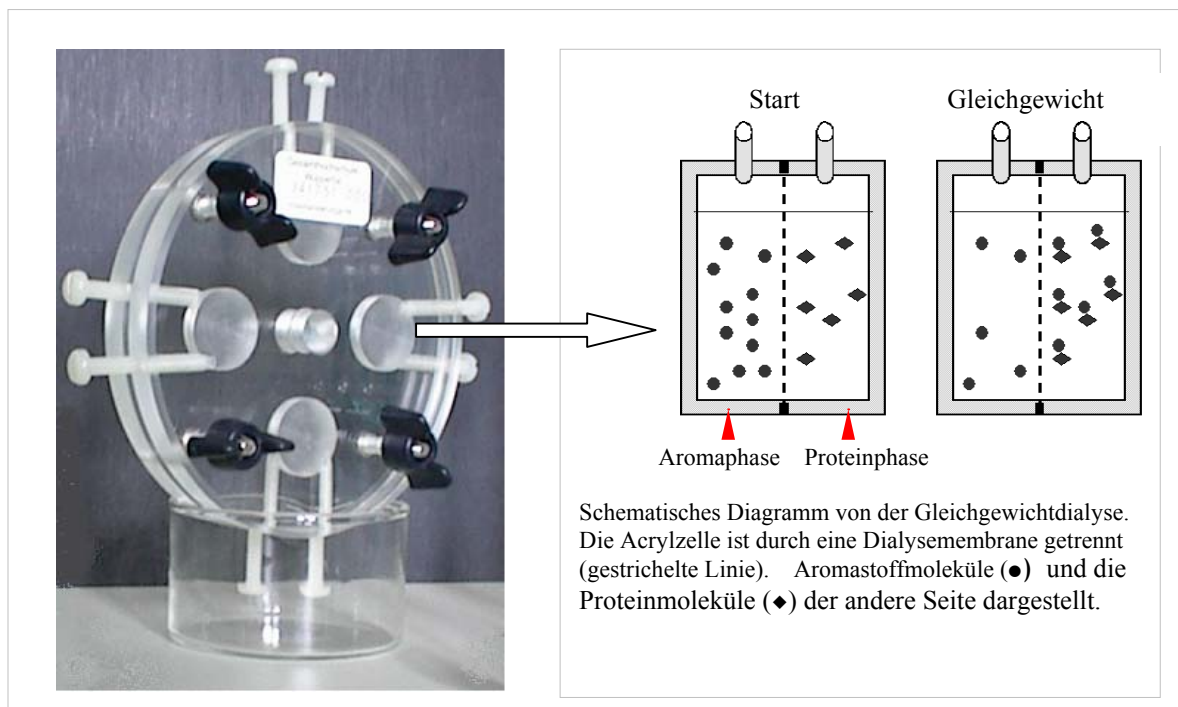 Start
Gleichgewicht
Aromaphase
Proteinphase
Schematisches Diagramm von der Gleichgewichtdialyse.
Die Acrylzelle ist durch eine Dialysemembrane getrennt
(gestrichelte Linie). Aromastoffmoleküle (●) und die
Proteinmoleküle (◆) der andere Seite dargestellt.